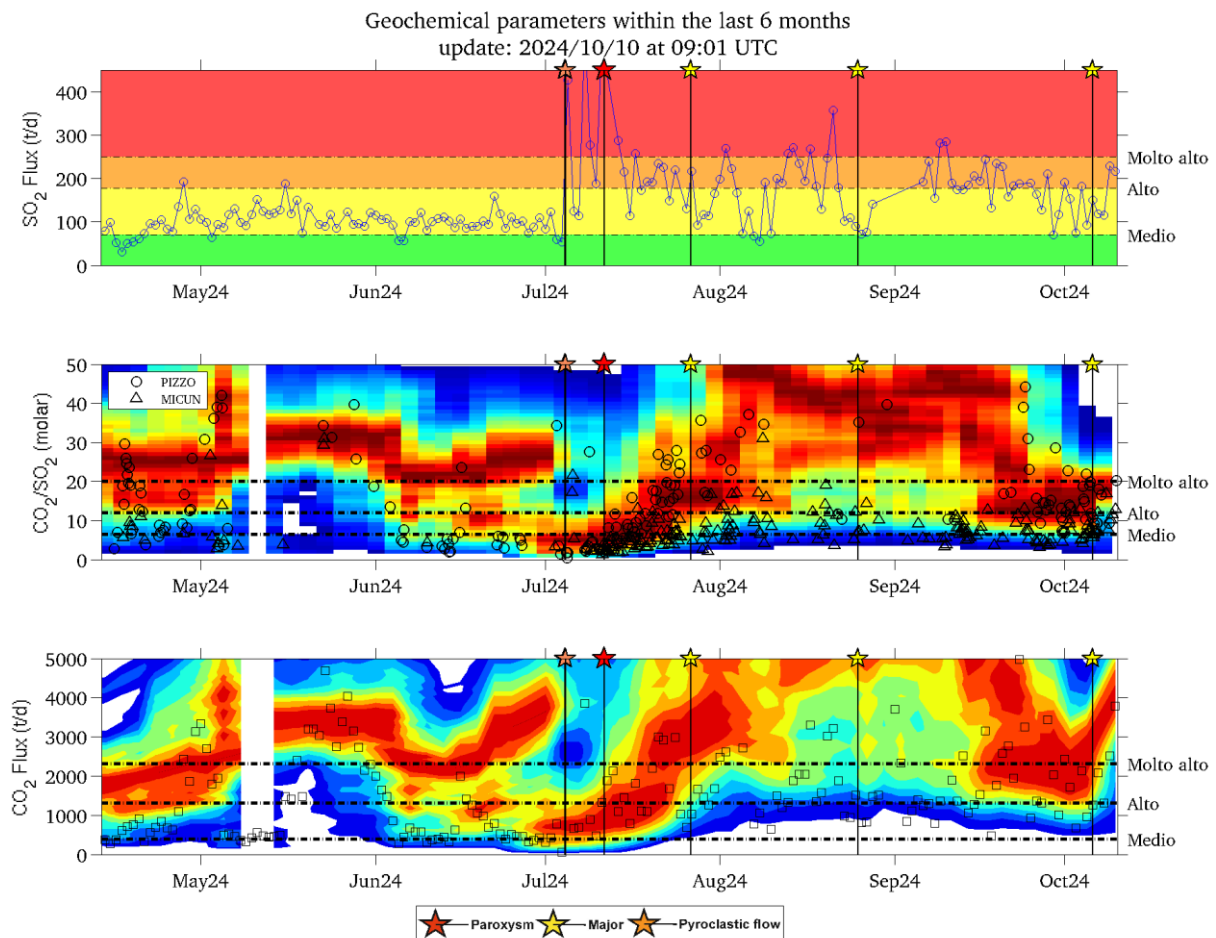 Geochemical parameters within the last 6 months
update: 2024/10/10 at 09:01 UTC
SO2 Flux (t/d)
400
300
200
100
0
Molto alto
Alto
Medio
May24 Jun24 Jul24 Aug24 Sep24 Oct24
CO2/SO2 (molar)
50
40
30
20
10
0
PIZZO
MICUN
Molto alto
Alto
Medio
May24 Jun24 Jul24 Aug24 Sep24 Oct24
CO2 Flux (t/d)
5000
4000
3000
2000
1000
0
Molto alto
Alto
Medio
May24 Jun24 Jul24 Aug24 Sep24 Oct24
Paroxysm Major Pyroclastic flow